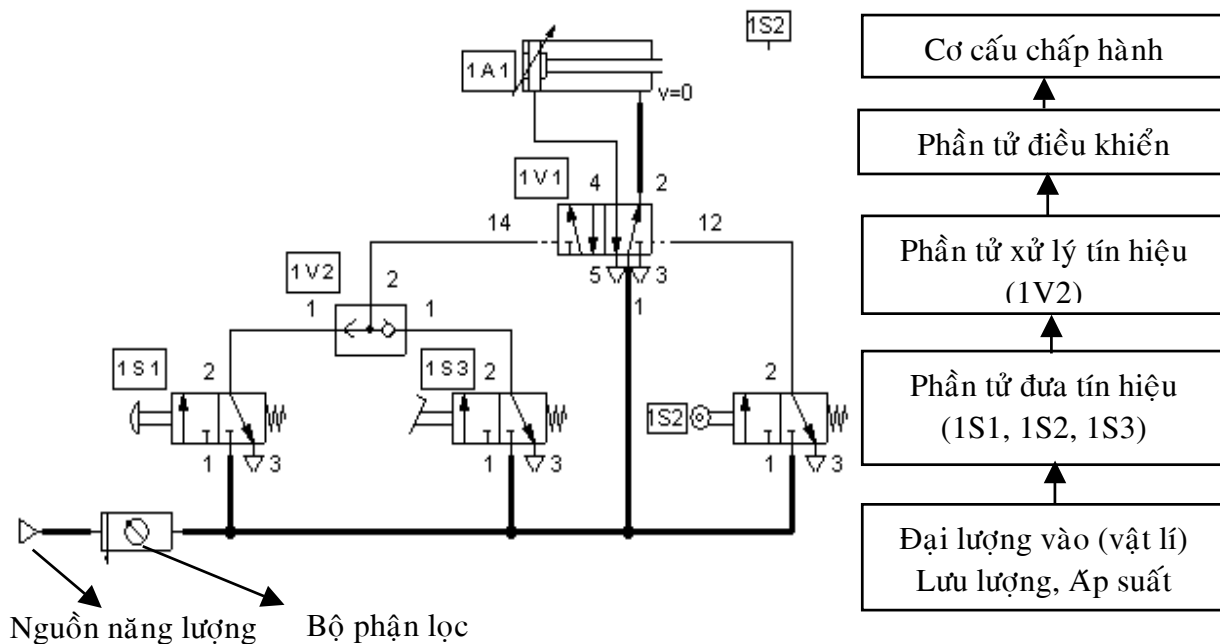 1S2
Cơ cấu chấp hành
1A1
v=0
Phần tử điều khiển
1V1
4
2
14
12
Phần tử xử lý tín hiệu
(1V2)
1V2
2
5
3
1
1
1
1S1
2
1S3
2
2
Phần tử đưa tín hiệu
(1S1, 1S2, 1S3)
1S2
1
3
1
3
1
3
Đại lượng vào (vật lí)
Lưu lượng, Áp suất
Nguồn năng lượng
Bộ phận lọc